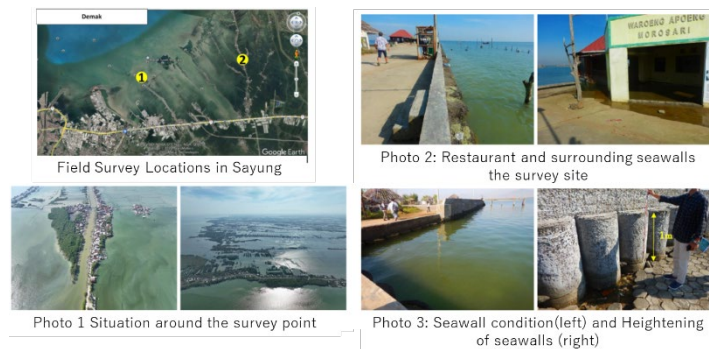 Demak
1
2
Google Earth
Field Survey Locations in Sayung
WAROENG APOENG
MOROSARI
Photo 2: Restaurant and surrounding seawalls
the survey site
Photo 1 Situation around the survey point
1m
Photo 3: Seawall condition(left) and Heightening
of seawalls (right)